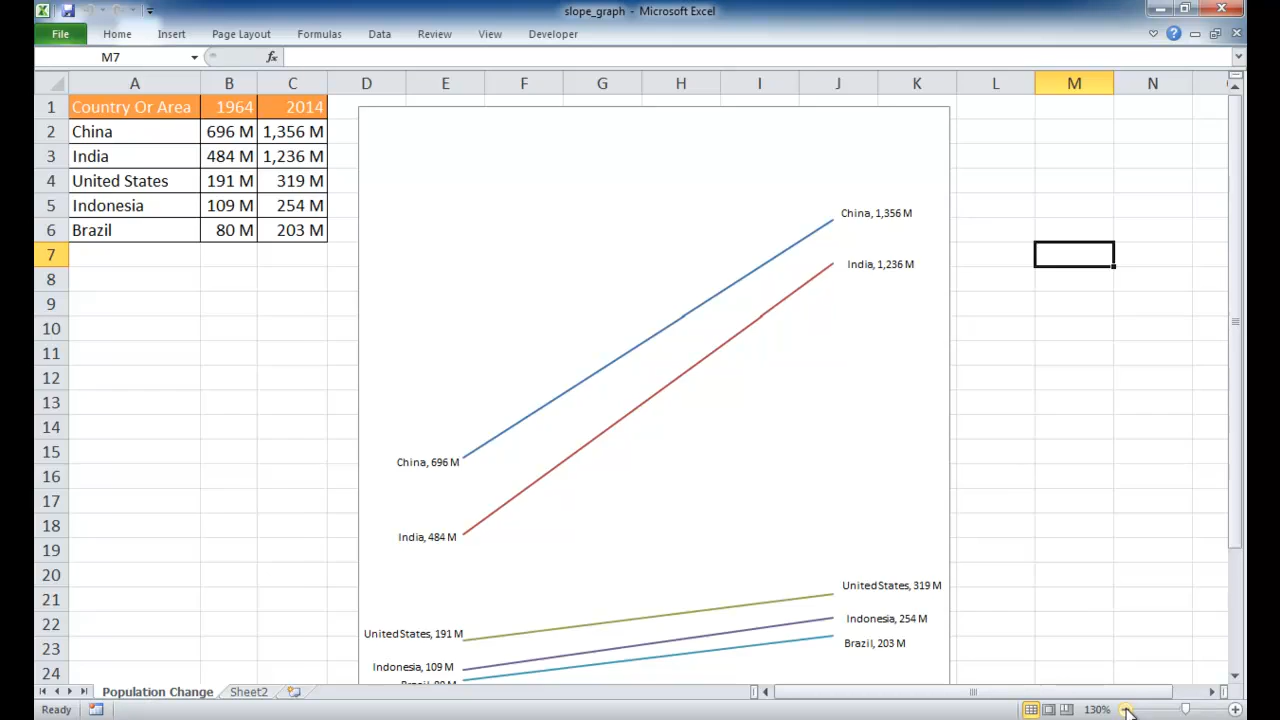 slope_graph - Microsoft Excel
File Home Insert Page Layout Formulas Data Review View Developer
M7 fx
A B C D E F G H I J K L M N
1 Country Or Area 1964 2014
2 China 696 M 1,356 M
3 India 484 M 1,236 M
4 United States 191 M 319 M
5 Indonesia 109 M 254 M
6 Brazil 80 M 203 M
7
8
9
10
11
12
13
14
15
16
17
18
19
20
21
22
23
24
China, 1,356 M
India, 1,236 M
China, 696 M
India, 484 M
United States, 319 M
Indonesia, 254 M
United States, 191 M
Brazil, 203 M
Indonesia, 109 M
Population Change Sheet2
Ready 130%